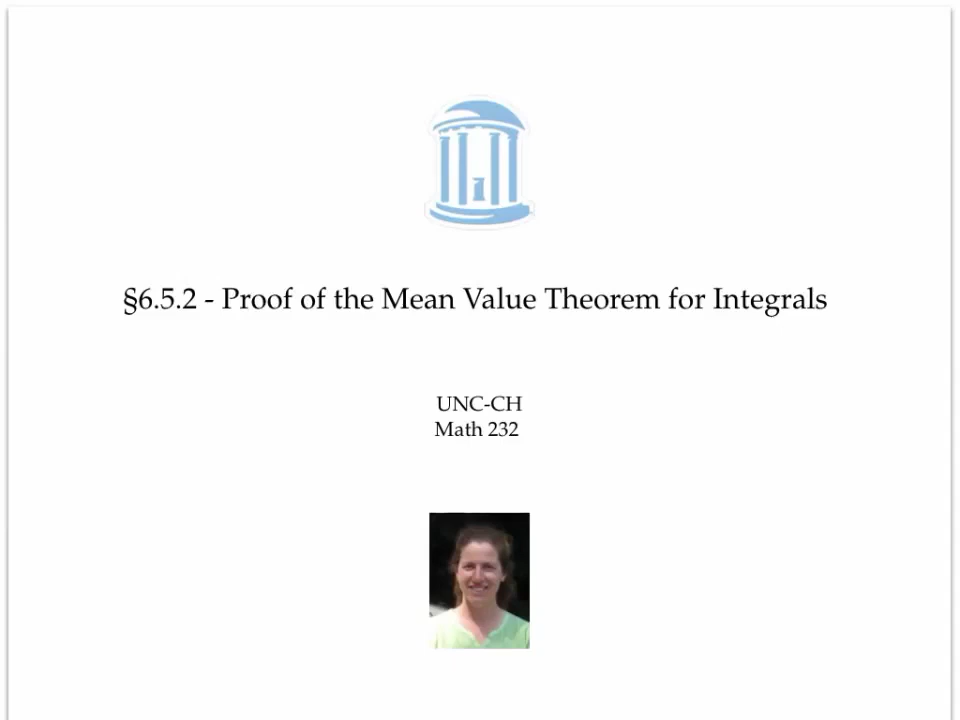 §6.5.2 - Proof of the Mean Value Theorem for Integrals
UNC-CH
Math 232